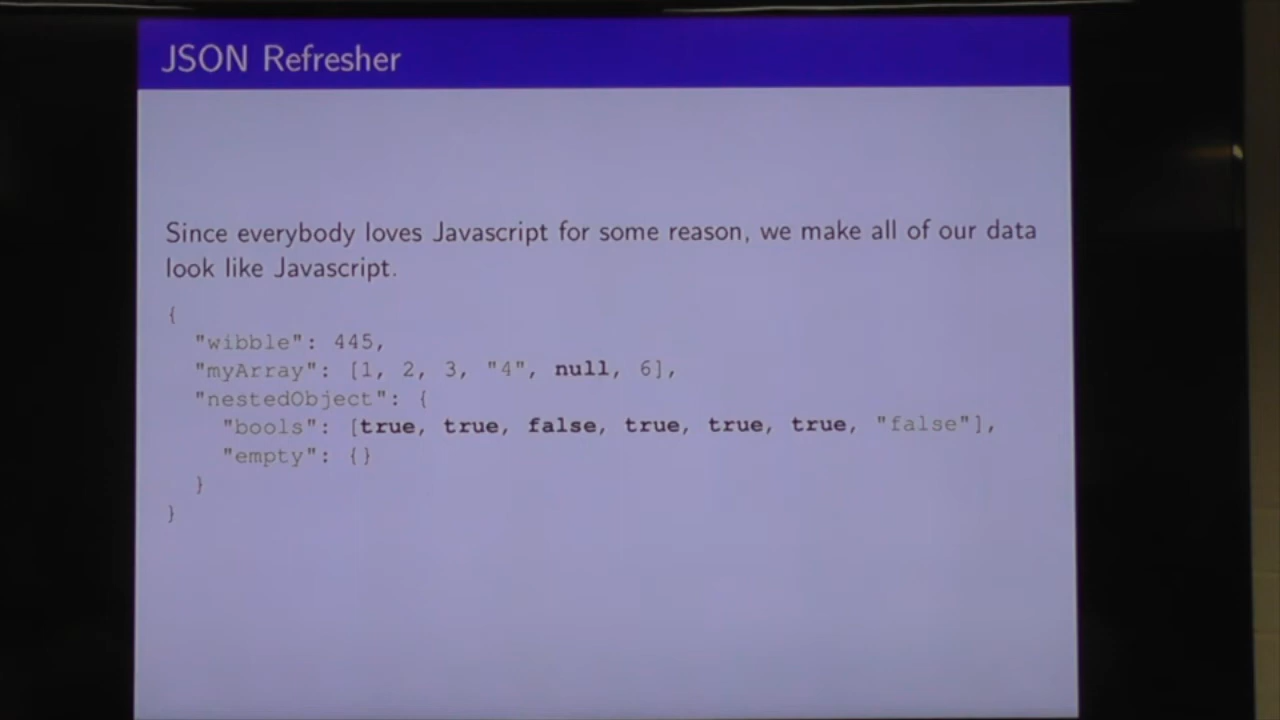 JSON Refresher
Since everybody loves Javascript for some reason, we make all of our data
look like Javascript.
{
  "wibble": 445,
  "myArray": [1, 2, 3, "4", null, 6],
  "nestedObject": {
    "bools": [true, true, false, true, true, true, "false"],
    "empty": {}
  }
}